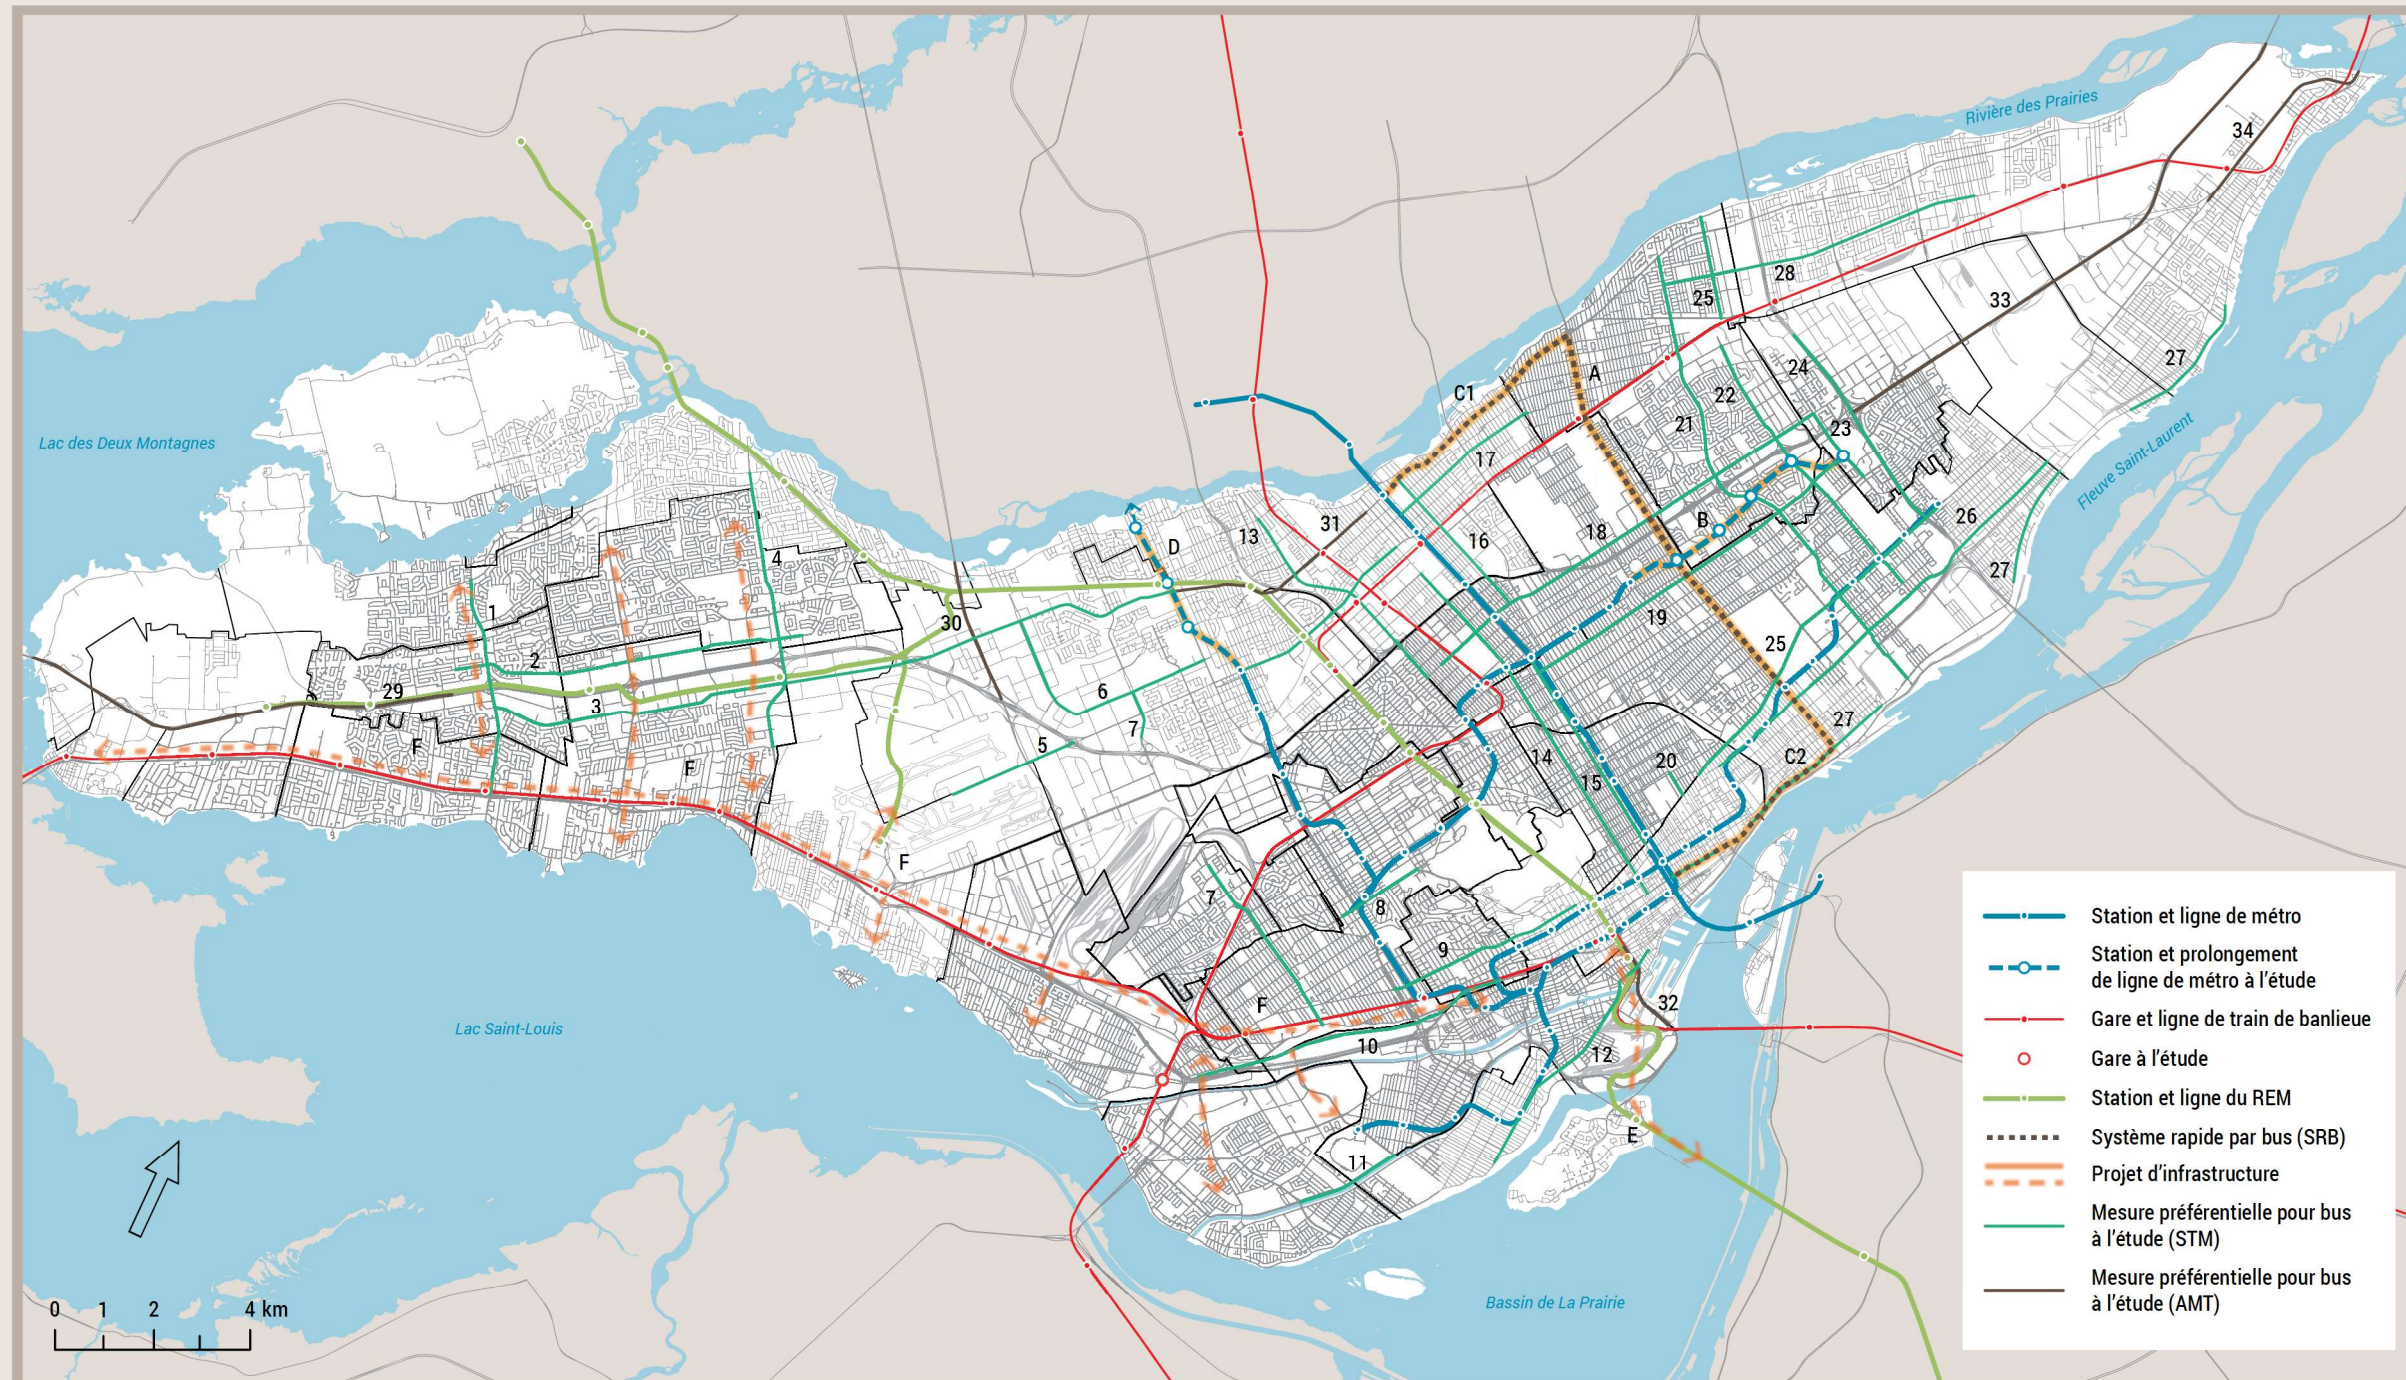 Rivière des Prairies
34
28
25
33
27
24
C1
A
22
21
23
Lac des Deux Montagnes
17
Fleuve Saint-Laurent
31
13
D
16
18
B
26
4
27
1
30
19
25
2
29
3
6
7
5
27
F
F
14
15
20
C2
F
7
8
9
F
32
10
12
Lac Saint-Louis
E
11
Bassin de La Prairie
0 1 2 4 km
Station et ligne de métro
Station et prolongement
de ligne de métro à l'étude
Gare et ligne de train de banlieue
Gare à l'étude
Station et ligne du REM
Système rapide par bus (SRB)
Projet d'infrastructure
Mesure préférentielle pour bus
à l'étude (STM)
Mesure préférentielle pour bus
à l'étude (AMT)